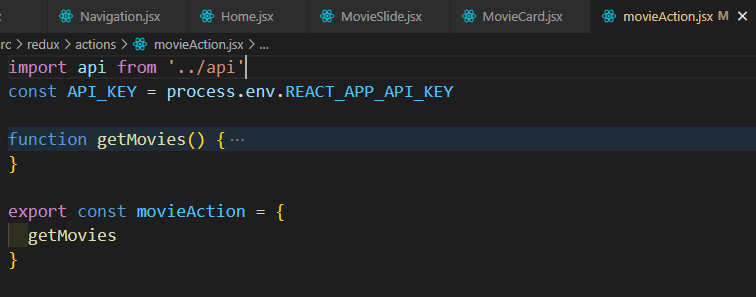 x
Navigation.jsx
Home.jsx
MovieSlide.jsx
MovieCard.jsx
movieAction.jsx M ×
rc > redux > actions > movieAction.jsx > ...
import api from '../api'
const API_KEY = process.env.REACT_APP_API_KEY
function getMovies() { ⋯
}
export const movieAction = {
getMovies
}